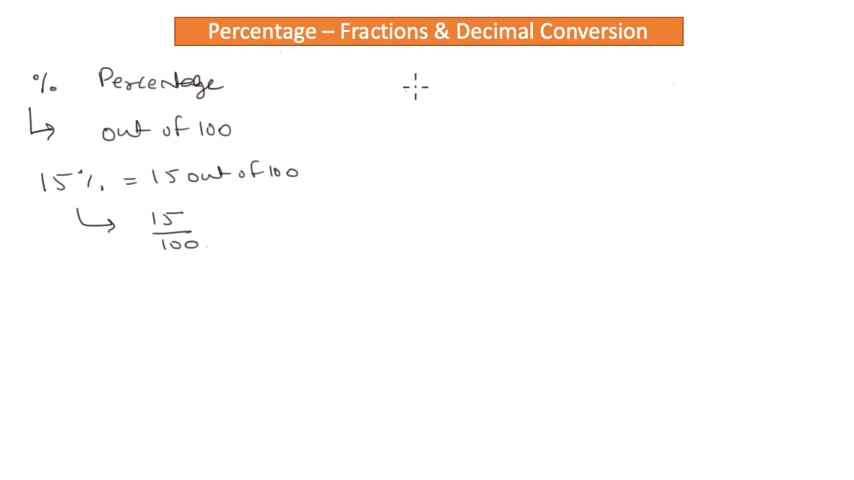 Percentage – Fractions & Decimal Conversion
% Percentage
↳ out of 100
15% = 15 out of 100
↳ 15/100